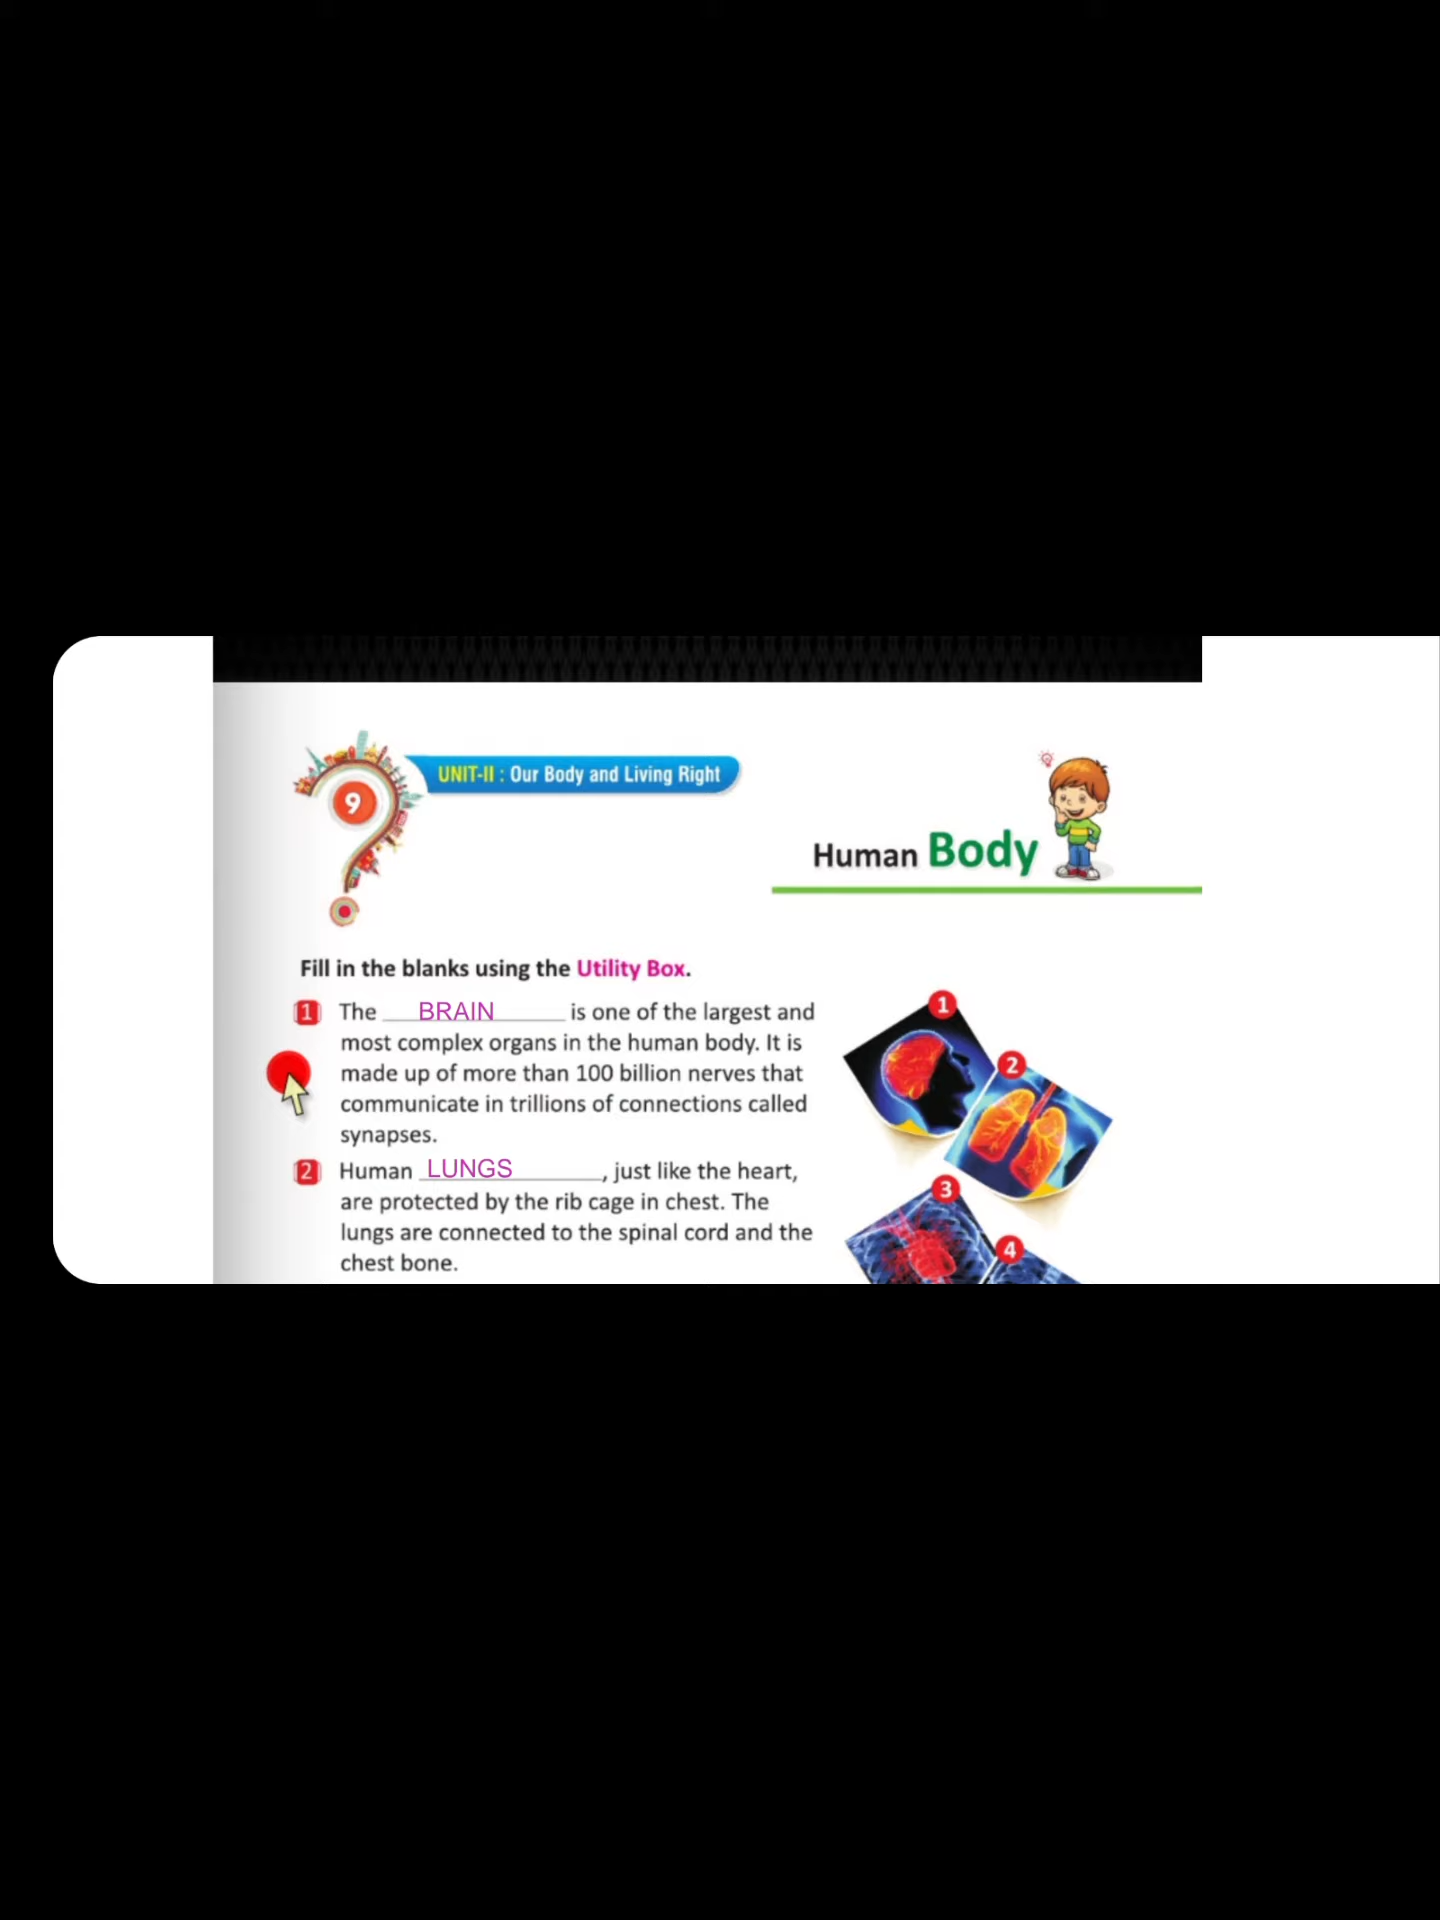 9
UNIT-II : Our Body and Living Right
Human Body
Fill in the blanks using the Utility Box.
1 The BRAIN is one of the largest and
most complex organs in the human body. It is
made up of more than 100 billion nerves that
communicate in trillions of connections called
synapses.
2 Human LUNGS, just like the heart,
are protected by the rib cage in chest. The
lungs are connected to the spinal cord and the
chest bone.
1
2
3
4